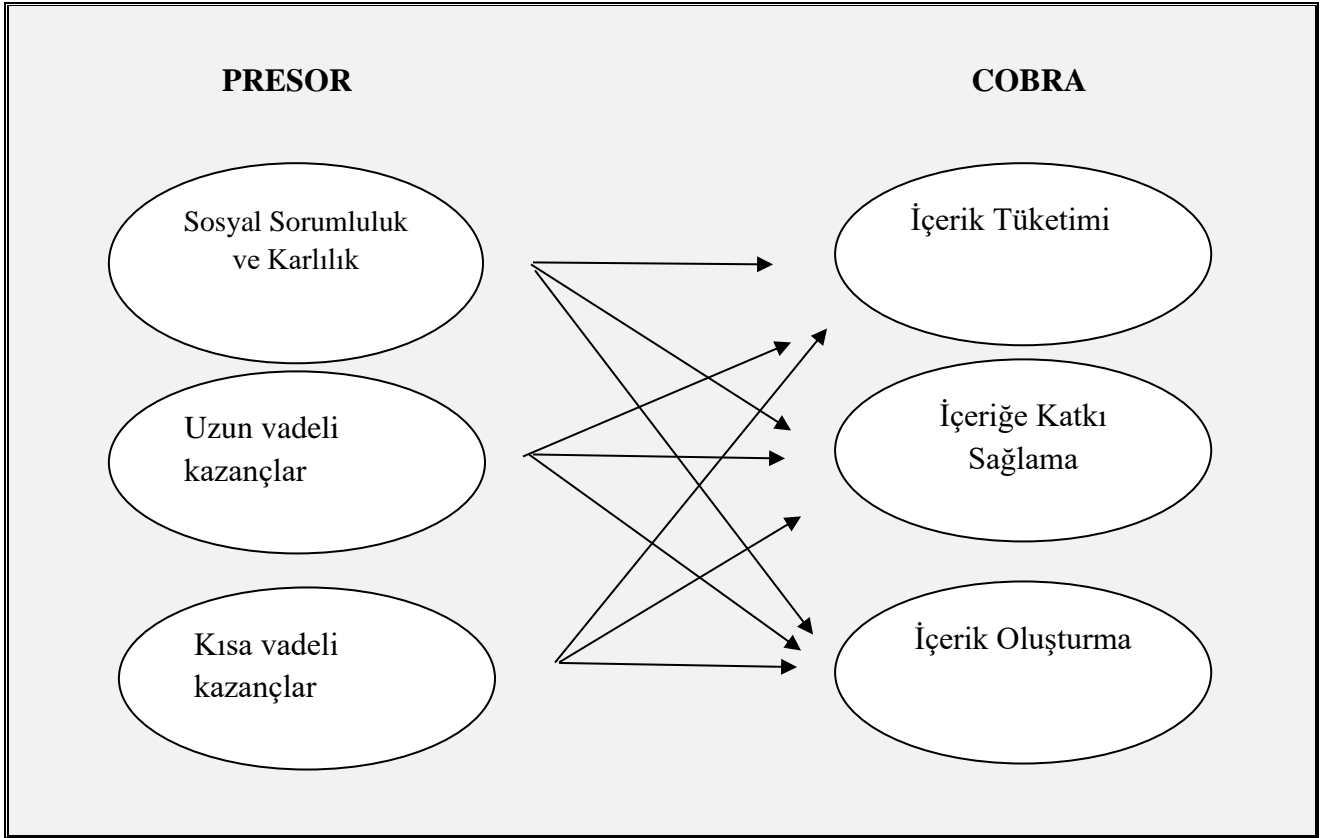 PRESOR
Sosyal Sorumluluk
ve Karlılık
Uzun vadeli
kazançlar
Kısa vadeli
kazançlar
COBRA
İçerik Tüketimi
İçeriğe Katkı
Sağlama
İçerik Oluşturma